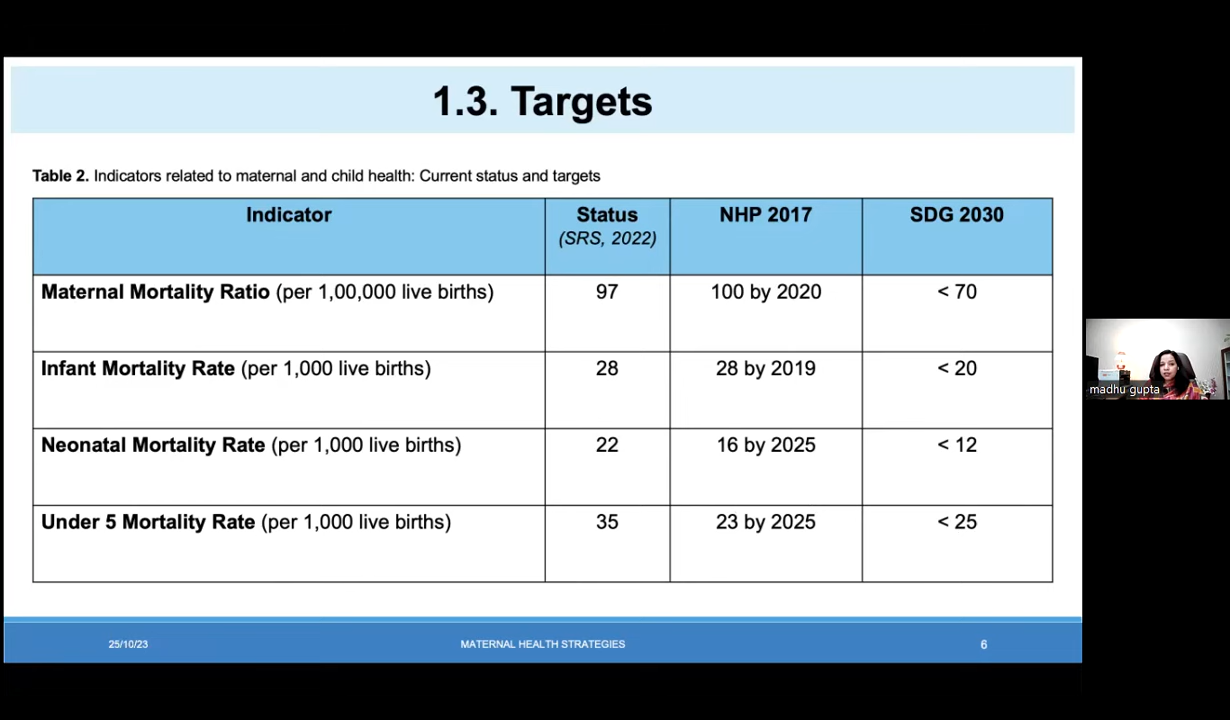 1.3. Targets
Table 2. Indicators related to maternal and child health: Current status and targets
Indicator Status NHP 2017 SDG 2030
(SRS, 2022)
Maternal Mortality Ratio (per 1,00,000 live births) 97 100 by 2020 < 70
Infant Mortality Rate (per 1,000 live births) 28 28 by 2019 < 20
madhu gupta
Neonatal Mortality Rate (per 1,000 live births) 22 16 by 2025 < 12
Under 5 Mortality Rate (per 1,000 live births) 35 23 by 2025 < 25
25/10/23 MATERNAL HEALTH STRATEGIES 6